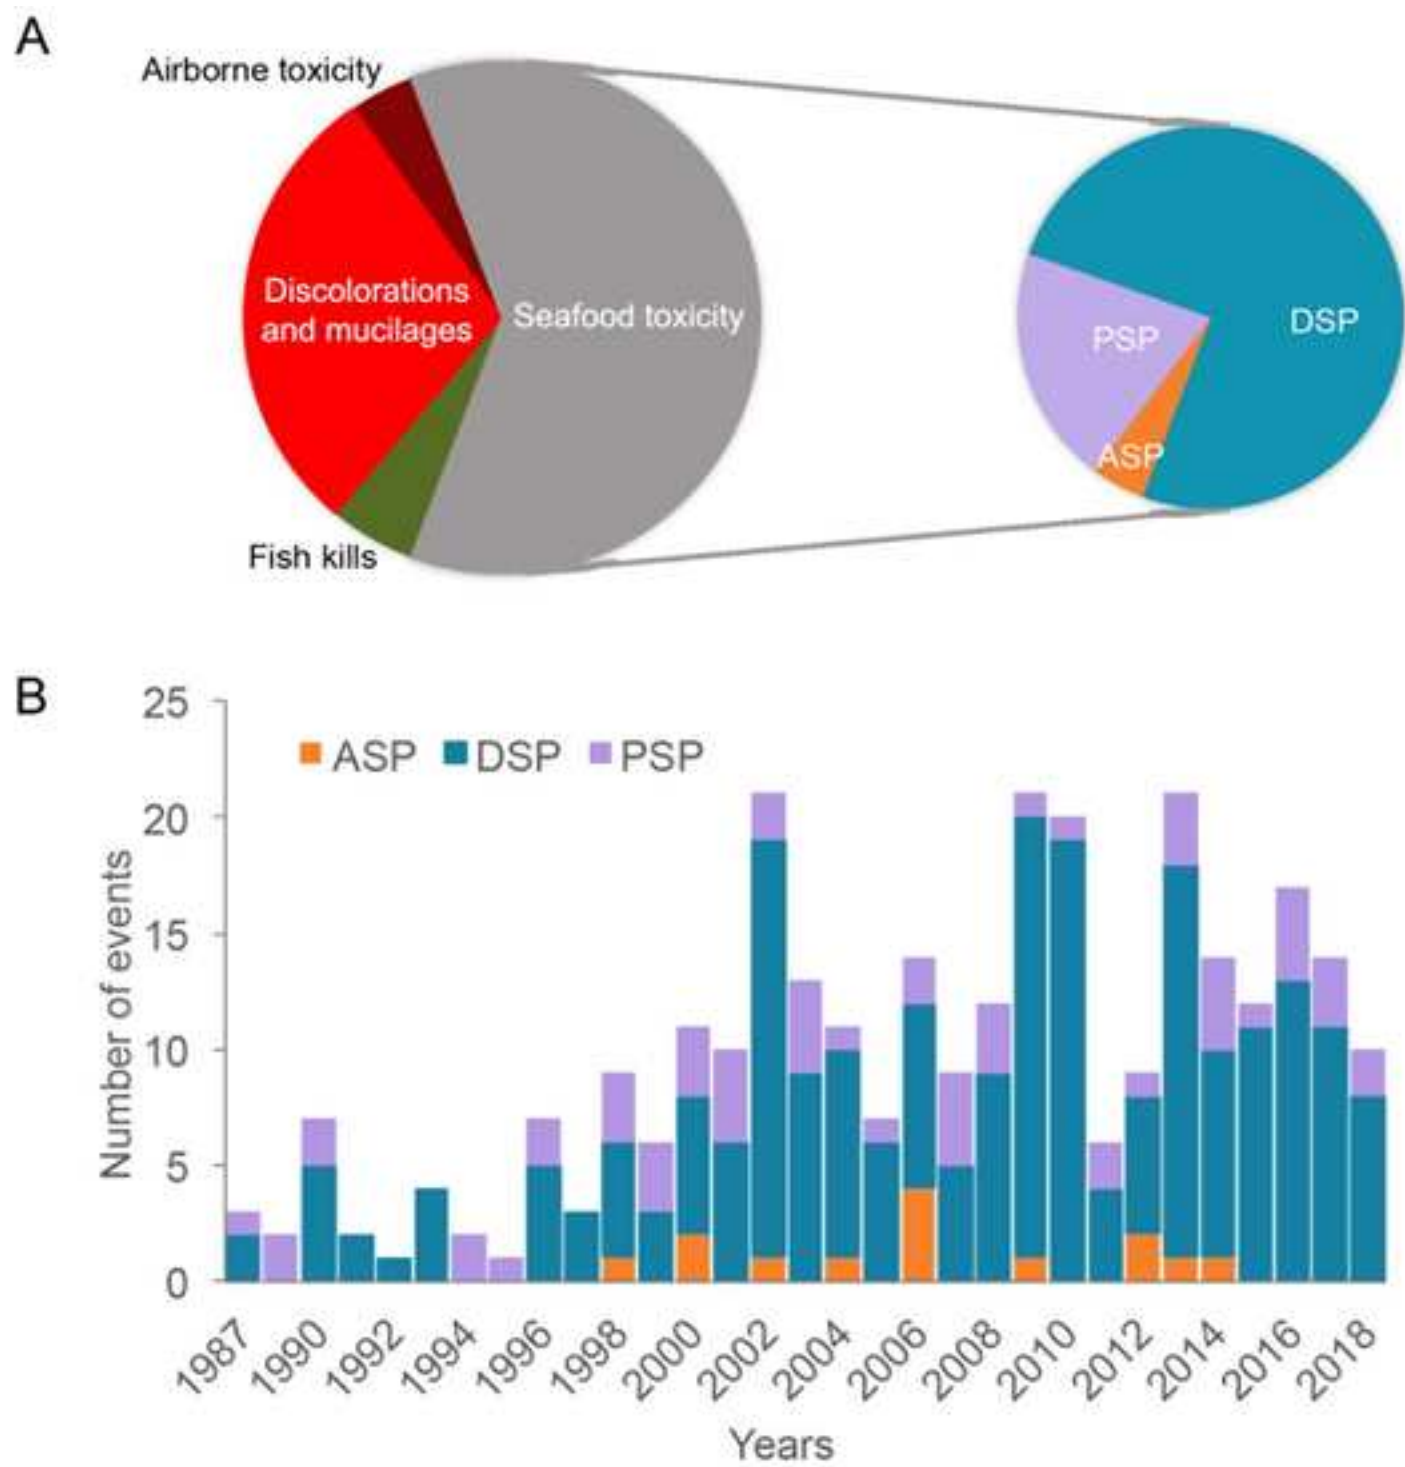 A
Airborne toxicity
Discolorations
and mucilages
Seafood toxicity
Fish kills
DSP
PSP
ASP
B
25
20
15
10
5
0
Number of events
ASP DSP PSP
1987 1990 1992 1994 1996 1998 2000 2002 2004 2006 2008 2010 2012 2014 2016 2018
Years